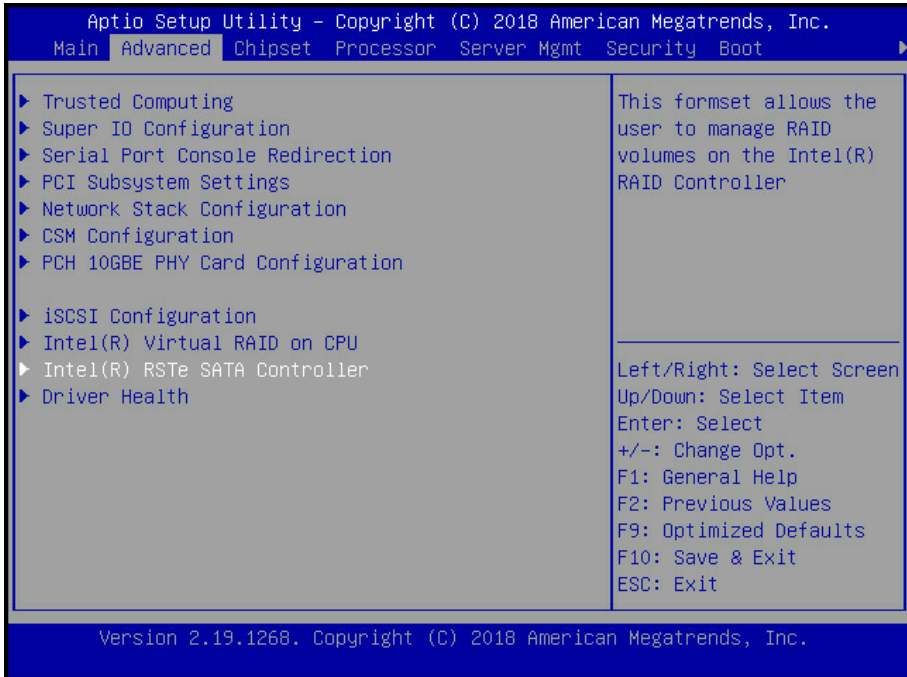 Aptio Setup Utility – Copyright (C) 2018 American Megatrends, Inc.
Main Advanced Chipset Processor Server Mgmt Security Boot
Trusted Computing
Super IO Configuration
Serial Port Console Redirection
PCI Subsystem Settings
Network Stack Configuration
CSM Configuration
PCH 10GBE PHY Card Configuration
iSCSI Configuration
Intel(R) Virtual RAID on CPU
Intel(R) RSTe SATA Controller
Driver Health
This formset allows the
user to manage RAID
volumes on the Intel(R)
RAID Controller
Left/Right: Select Screen
Up/Down: Select Item
Enter: Select
+/-: Change Opt.
F1: General Help
F2: Previous Values
F9: Optimized Defaults
F10: Save & Exit
ESC: Exit
Version 2.19.1268. Copyright (C) 2018 American Megatrends, Inc.